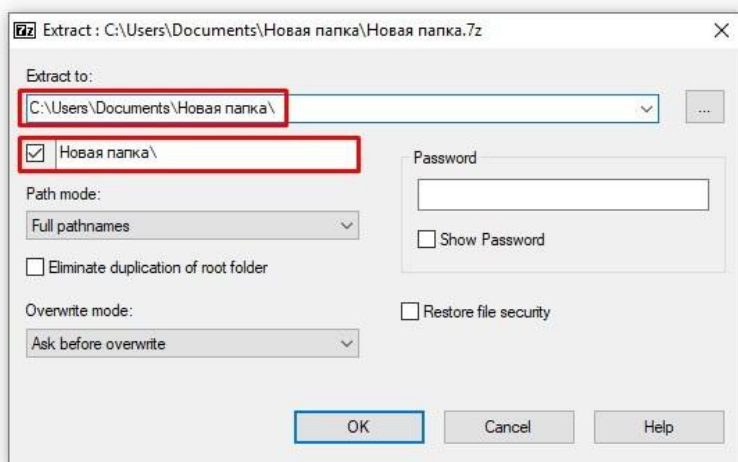 7z Extract : C:\Users\Documents\Новая папка\Новая папка.7z
Extract to:
C:\Users\Documents\Новая папка\
...
Новая папка\
Password
Path mode:
Full pathnames
Show Password
Eliminate duplication of root folder
Overwrite mode:
Restore file security
Ask before overwrite
OK Cancel Help